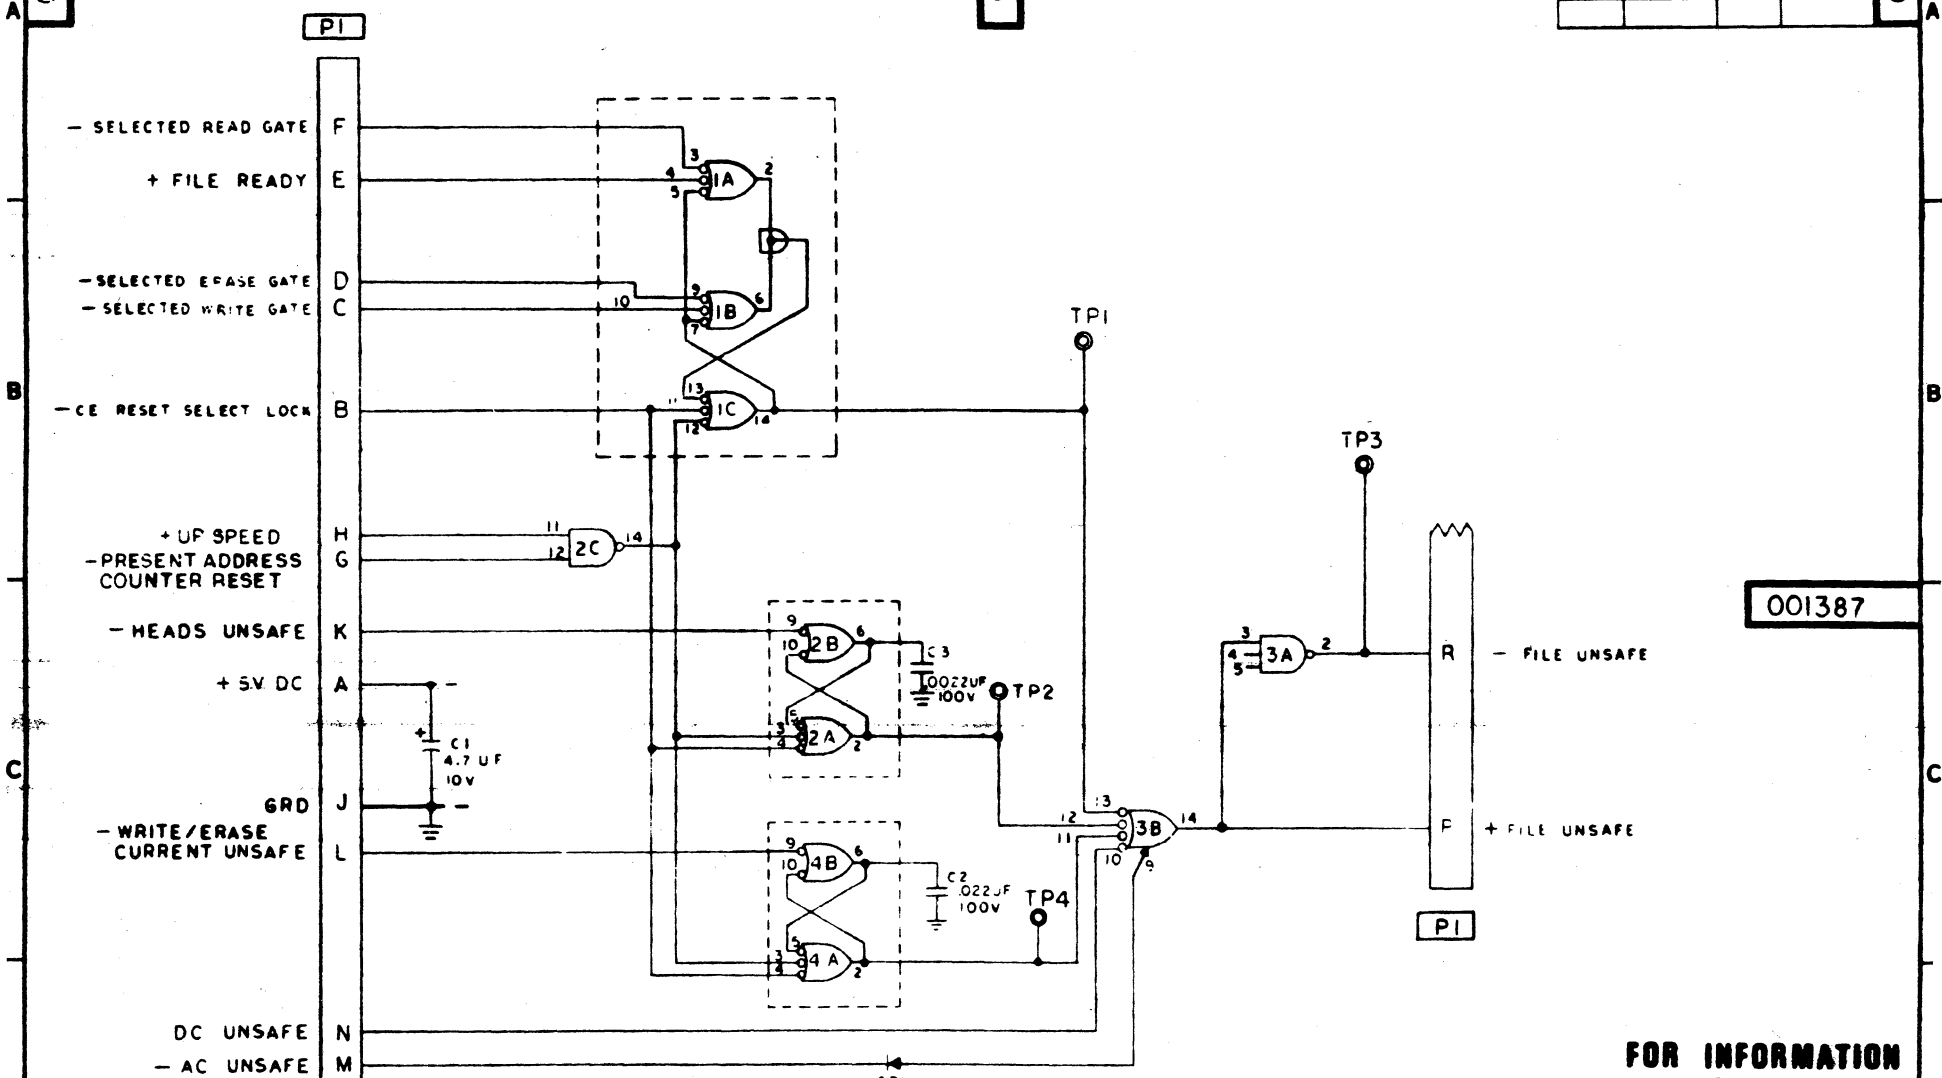 A
A
P1
— SELECTED READ GATE F
+ FILE READY E
— SELECTED ERASE GATE D
— SELECTED WRITE GATE C
— CE RESET SELECT LOCK B
+ UP SPEED H
— PRESENT ADDRESS G
COUNTER RESET
— HEADS UNSAFE K
+ 5V DC A
GRD J
— WRITE/ERASE
CURRENT UNSAFE L
DC UNSAFE N
— AC UNSAFE M
3
4
5
1A
2
9
10
7
1B
6
13
11
12
1C
14
11
12
2C
14
9
10
2B
6
C3
.0022UF
100V
5
3
4
2A
2
TP2
C1
4.7 UF
10V
+
9
10
4B
6
C2
.022UF
100V
5
3
4
4A
2
TP4
TP1
13
12
11
10
9
3B
14
TP3
3
4
5
3A
2
R — FILE UNSAFE
P + FILE UNSAFE
P1
001387
B
B
C
C
FOR INFORMATION